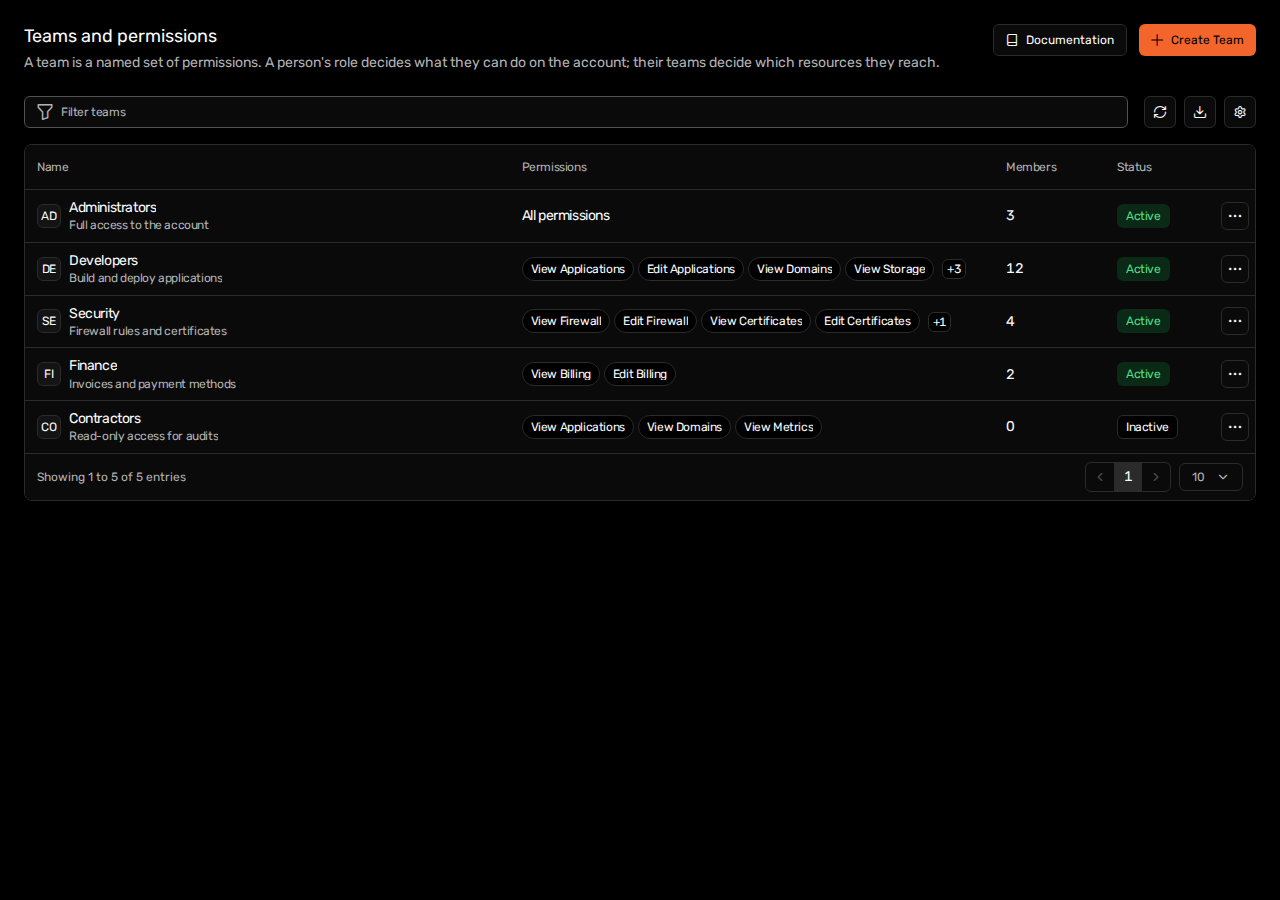 Teams and permissions
Documentation
Create Team
A team is a named set of permissions. A person's role decides what they can do on the account; their teams decide which resources they reach.
Filter teams
Name Permissions Members Status
AD Administrators All permissions 3 Active
Full access to the account
DE Developers View Applications Edit Applications View Domains View Storage +3 12 Active
Build and deploy applications
SE Security View Firewall Edit Firewall View Certificates Edit Certificates +1 4 Active
Firewall rules and certificates
FI Finance View Billing Edit Billing 2 Active
Invoices and payment methods
CO Contractors View Applications View Domains View Metrics 0 Inactive
Read-only access for audits
Showing 1 to 5 of 5 entries 1 10